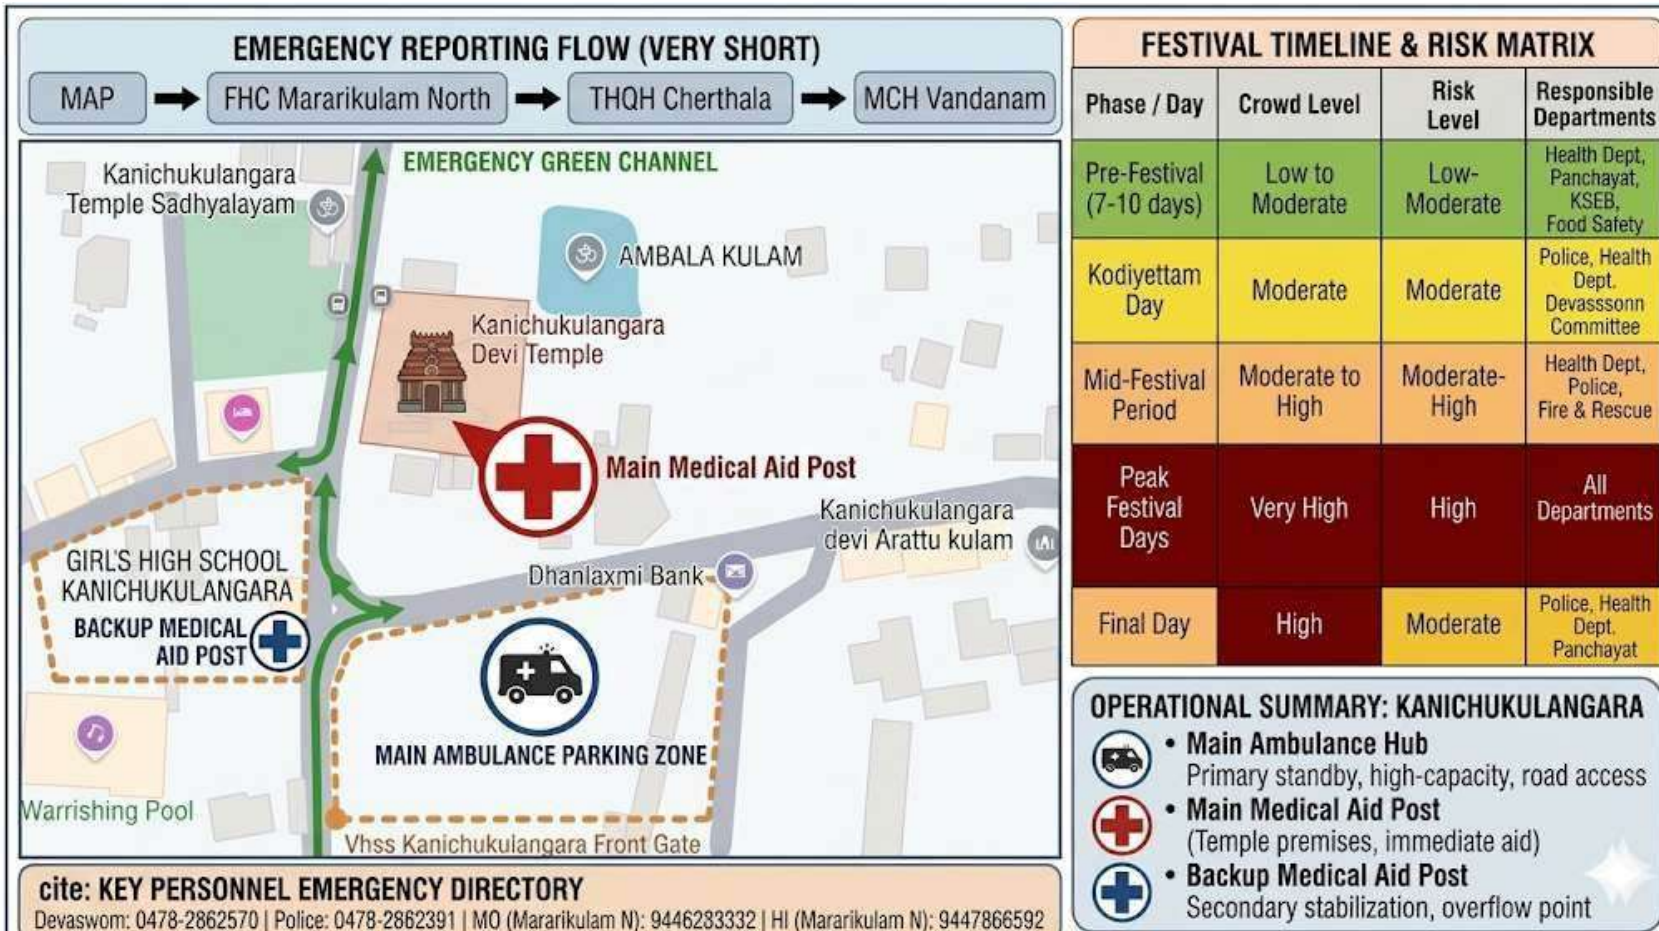 EMERGENCY REPORTING FLOW (VERY SHORT)
MAP
FHC Mararikulam North
THQH Cherthala
MCH Vandanam
EMERGENCY GREEN CHANNEL
Kanichukulangara
Temple Sadhyalayam
AMBALA KULAM
Kanichukulangara
Devi Temple
Main Medical Aid Post
Kanichukulangara
devi Arattu kulam
GIRL'S HIGH SCHOOL
KANICHUKULANGARA
BACKUP MEDICAL
AID POST
Dhanlaxmi Bank
MAIN AMBULANCE PARKING ZONE
Warrishing Pool
Vhss Kanichukulangara Front Gate
cite: KEY PERSONNEL EMERGENCY DIRECTORY
Devaswom: 0478-2862570 | Police: 0478-2862391 | MO (Mararikulam N): 9446283332 | HI (Mararikulam N): 9447866592
FESTIVAL TIMELINE & RISK MATRIX
Phase / Day
Crowd Level
Risk
Level
Responsible
Departments
Pre-Festival
(7-10 days)
Low to
Moderate
Low-
Moderate
Health Dept,
Panchayat,
KSEB,
Food Safety
Kodiyettam
Day
Moderate
Moderate
Police, Health
Dept.
Devasssonn
Committee
Mid-Festival
Period
Moderate to
High
Moderate-
High
Health Dept,
Police,
Fire & Rescue
Peak
Festival
Days
Very High
High
All
Departments
Final Day
High
Moderate
Police, Health
Dept.
Panchayat
OPERATIONAL SUMMARY: KANICHUKULANGARA
• Main Ambulance Hub
Primary standby, high-capacity, road access
• Main Medical Aid Post
(Temple premises, immediate aid)
• Backup Medical Aid Post
Secondary stabilization, overflow point